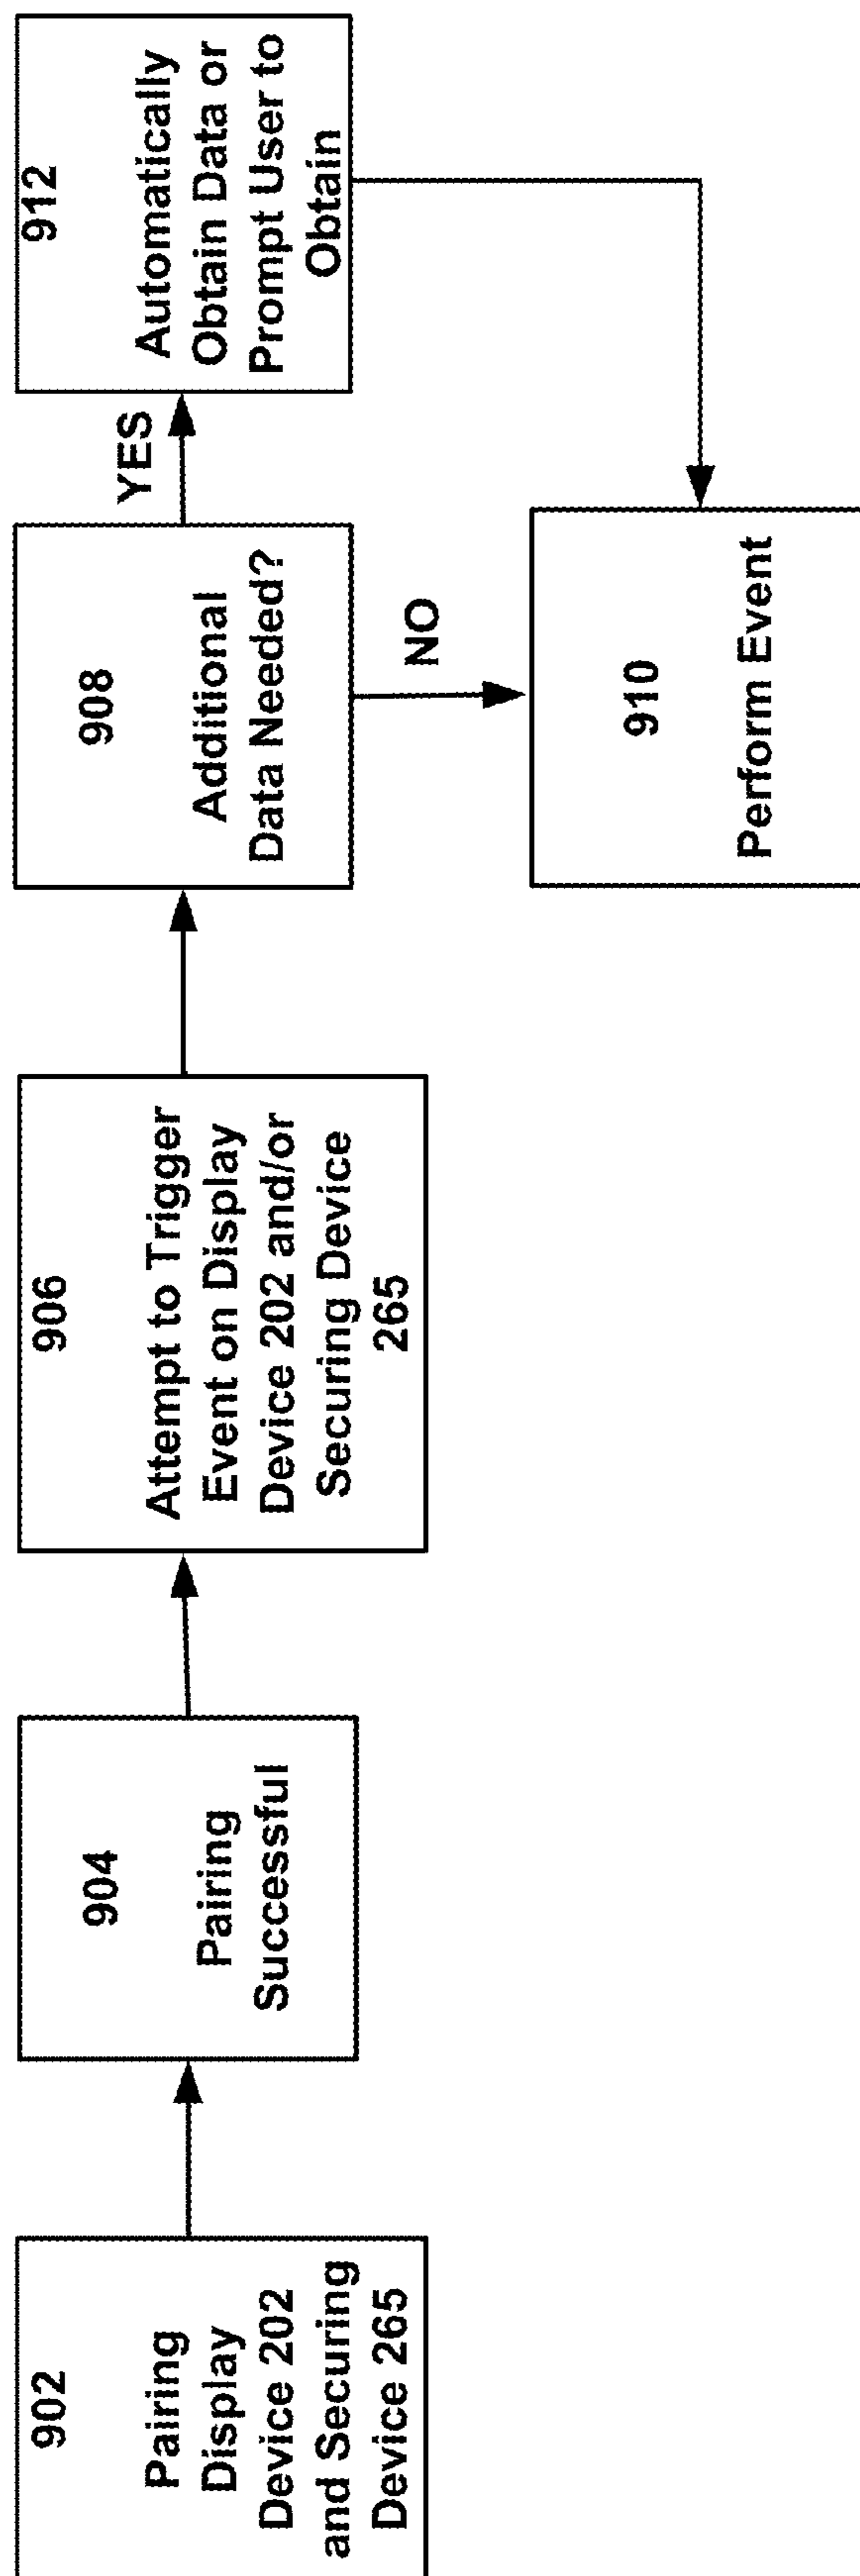 902
Pairing
Display
Device 202
and Securing
Device 265
904
Pairing
Successful
906
Attempt to Trigger
Event on Display
Device 202 and/or
Securing Device
265
908
Additional
Data Needed?
YES
912
Automatically
Obtain Data or
Prompt User to
Obtain
NO
910
Perform Event